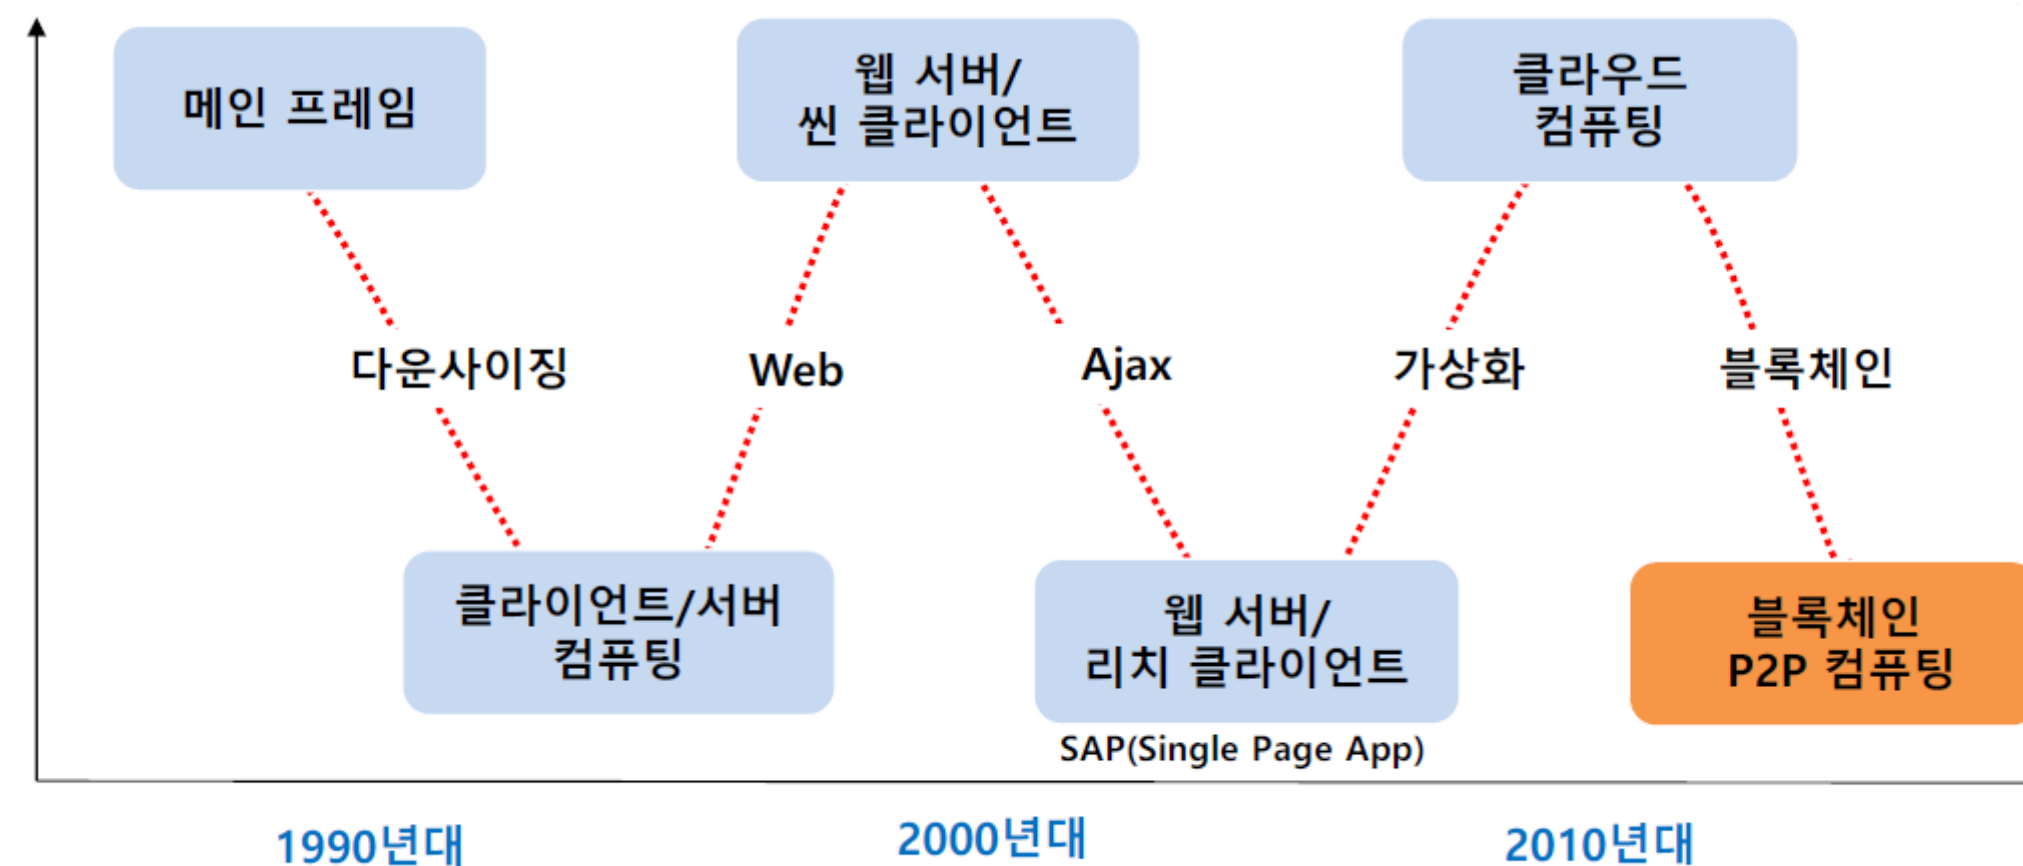 메인 프레임
웹 서버/
씬 클라이언트
클라우드
컴퓨팅
다운사이징
Web
Ajax
가상화
블록체인
클라이언트/서버
컴퓨팅
웹 서버/
리치 클라이언트
블록체인
P2P 컴퓨팅
SAP(Single Page App)
1990년대
2000년대
2010년대